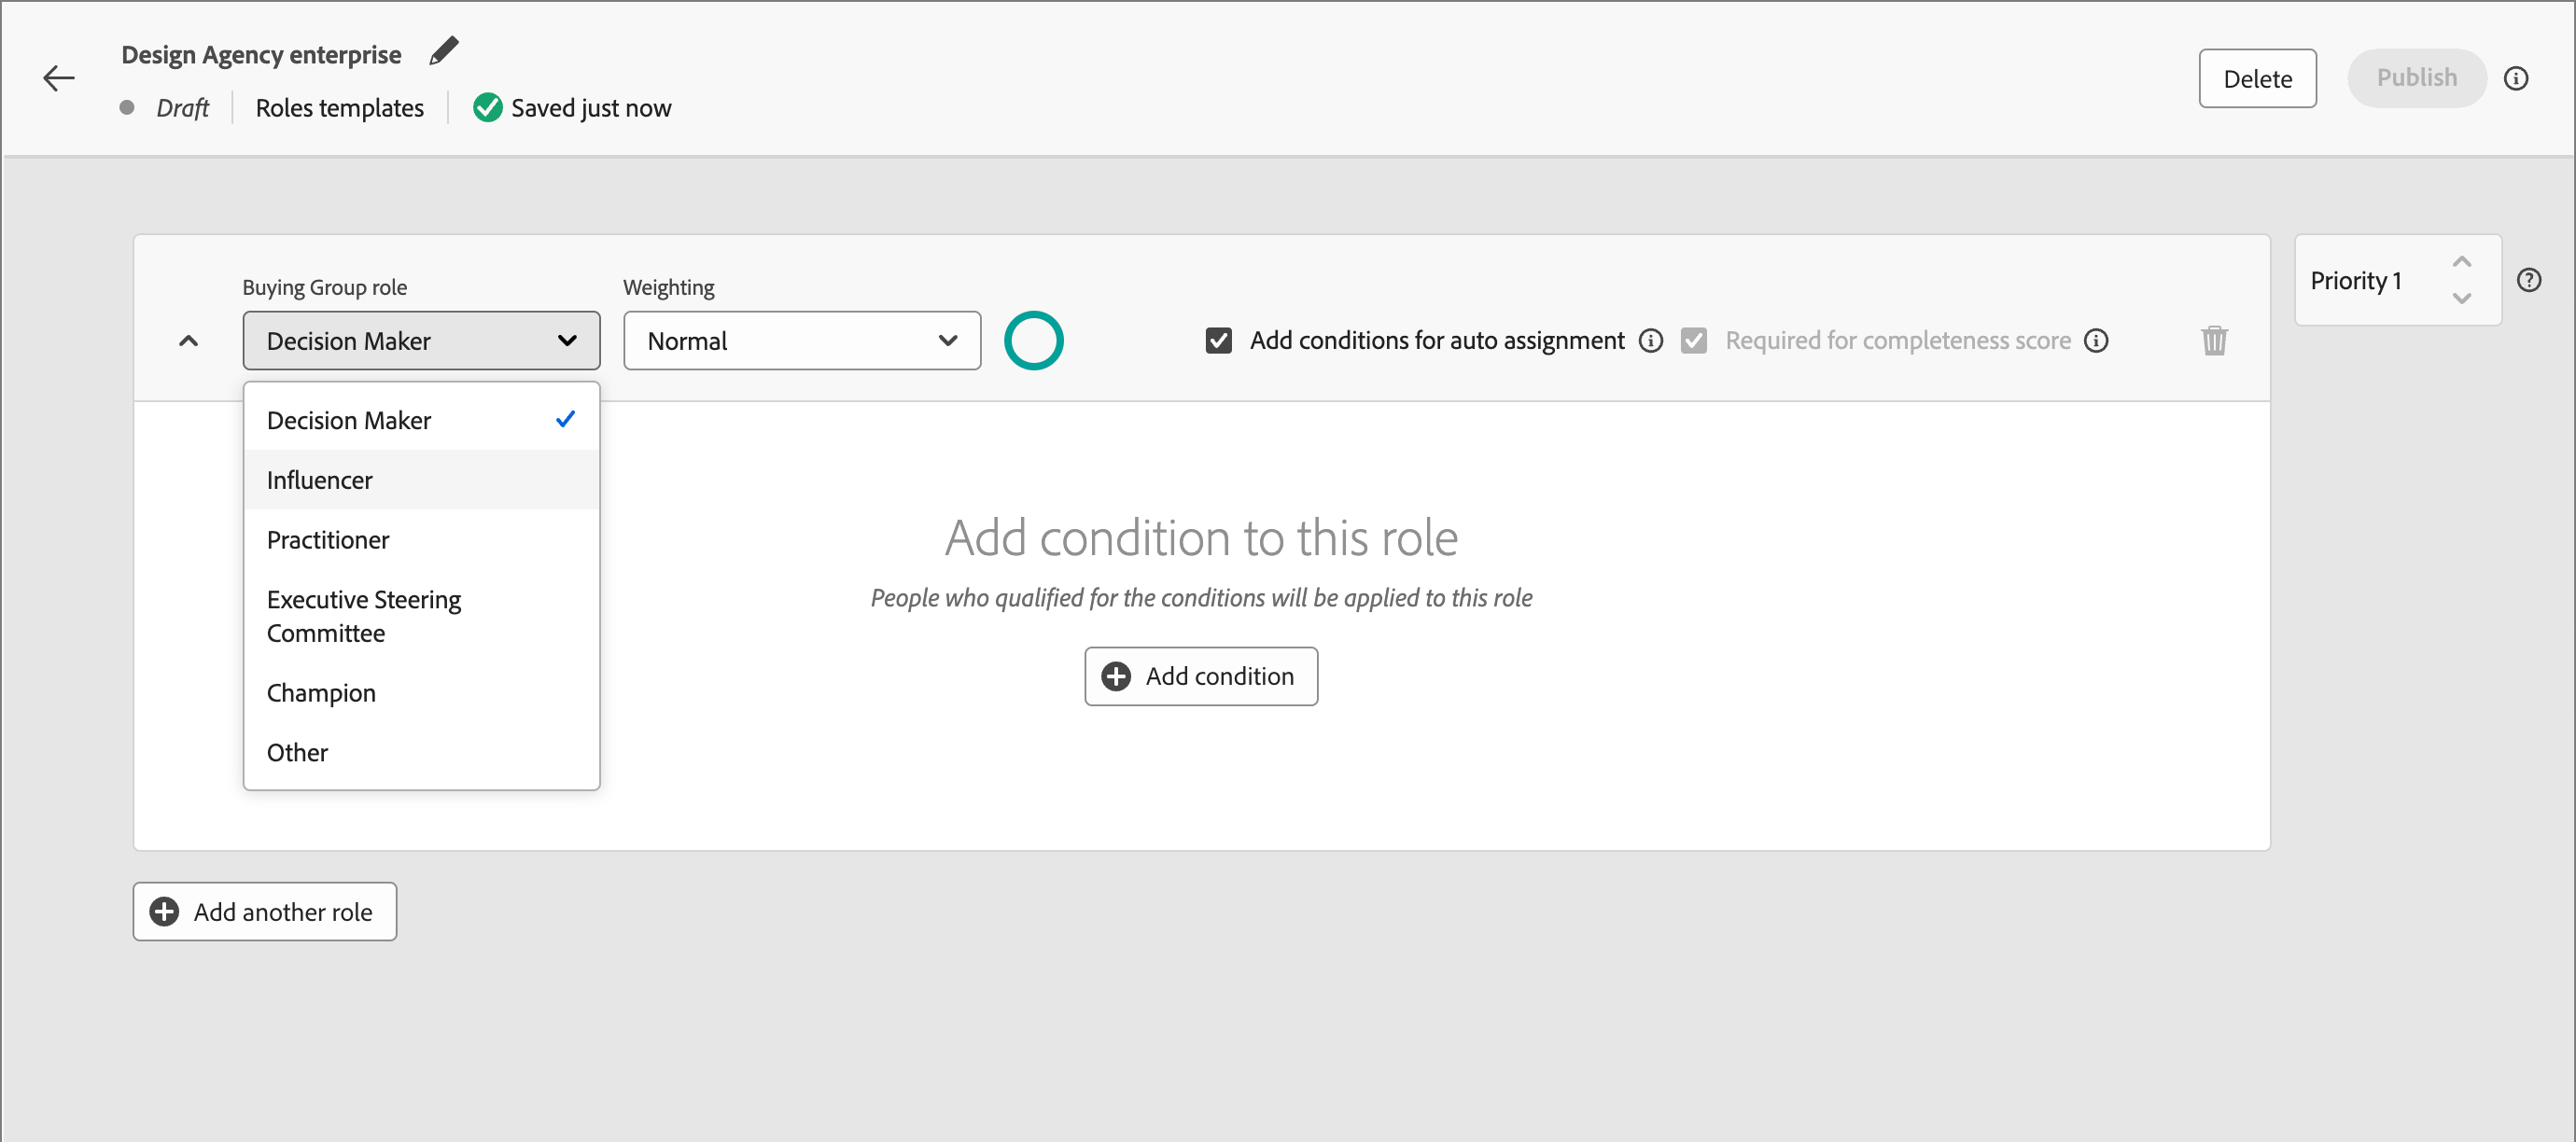 Design Agency enterprise
Draft
Roles templates
Saved just now
Delete
Publish
Buying Group role
Weighting
Decision Maker
Normal
Add conditions for auto assignment
Required for completeness score
Priority 1
Decision Maker
Influencer
Practitioner
Executive Steering
Committee
Champion
Other
Add condition to this role
People who qualified for the conditions will be applied to this role
Add condition
Add another role